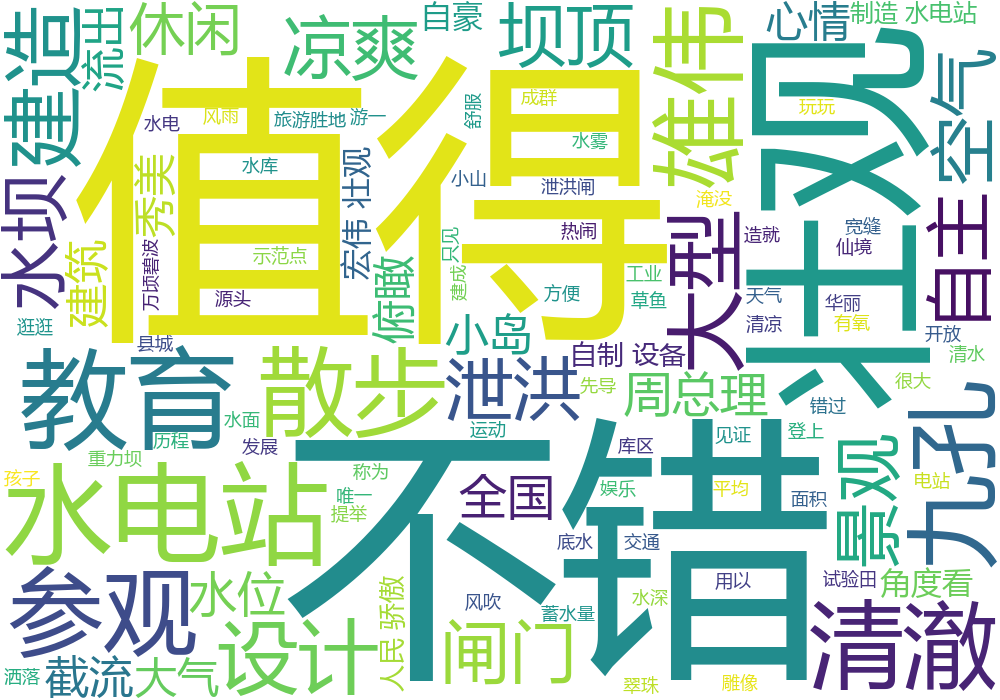 建造
流出
休闲
凉爽
自豪
坝顶
雄伟
心情
制造 水电站
壮观
空气
值得
水电
风雨
旅游胜地
游一
舒服
成群
水雾
玩玩
水坝
秀美
水库
宏伟 壮观
小山
泄洪闸
淹没
大型
自主
建筑
万顷碧波
示范点
源头
俯瞰
只见
建成
热闹
工业
方便
草鱼
造就
宽缝
仙境
天气
华丽
清凉
有氧
开放
逛逛
县城
小岛
自制 设备
清水
教育
散步
泄洪
先导
周总理
很大
错过
九孔
水面
历程
发展
重力坝
运动
不错
库区
见证
登上
景观
孩子
水电站
称为
唯一
提举
全国
娱乐
平均
面积
电站
底水
交通
参观
水位
人民 骄傲
风吹
蓄水量
水深
用以
试验田
角度看
洒落
截流
大气
设计
闸门
翠珠
雕像
清澈